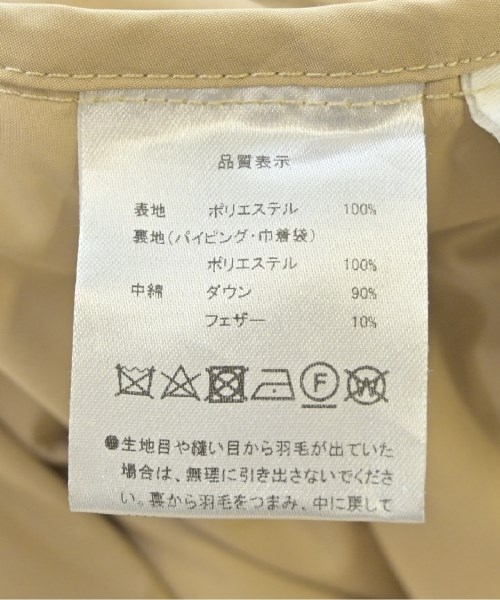 品質表示
表地 ポリエステル 100%
裏地(パイピング・巾着袋)
ポリエステル 100%
中綿 ダウン 90%
フェザー 10%
F W
●生地目や縫い目から羽毛が出ていた
場合は、無理に引き出さないでくださ
い。裏から羽毛をつまみ、中に戻して